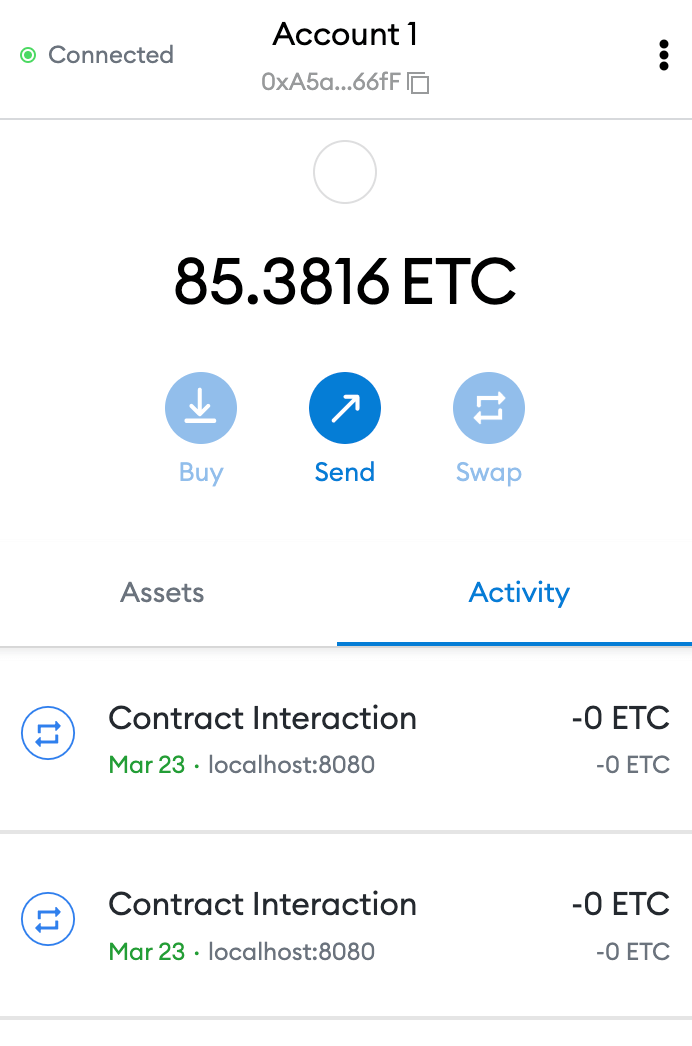 Connected
Account 1
0xA5a...66fF
85.3816 ETC
Buy
Send
Swap
Assets
Activity
Contract Interaction
-0 ETC
Mar 23 · localhost:8080
-0 ETC
Contract Interaction
-0 ETC
Mar 23 · localhost:8080
-0 ETC